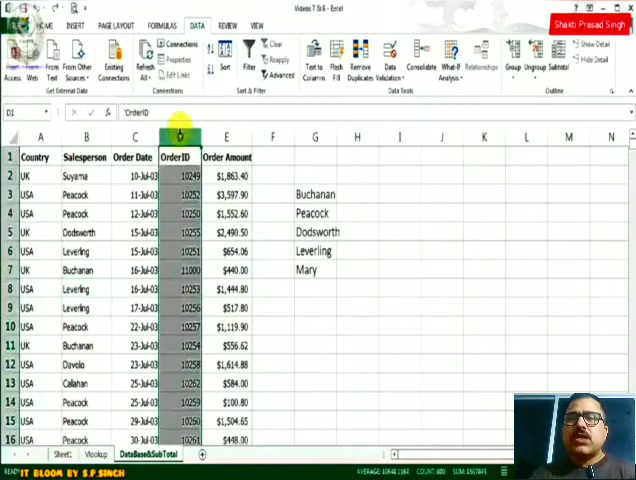 Videos 7 To 6 - Excel
Shakti Prasad Singh
HOME INSERT PAGE LAYOUT FORMULAS DATA REVIEW VIEW
From Access
From Web
From Other Sources
Existing Connections
Refresh All
Connections
Properties
Edit Links
Sort
Filter
Clear
Reapply
Advanced
Text to Columns
Flash Fill
Remove Duplicates
Data Validation
Consolidate
What-If Analysis
Relationships
Group
Ungroup
Subtotal
Show Detail
Hide Detail
Get External Data Connections Sort & Filter Data Tools Outline
D1 'OrderID
A B C D E F G H I J K L M N
1 Country Salesperson Order Date OrderID Order Amount
2 UK Suyama 10-Jul-03 10249 $1,863.40
3 USA Peacock 11-Jul-03 10252 $3,597.90 Buchanan
4 USA Peacock 12-Jul-03 10250 $1,552.60 Peacock
5 UK Dodsworth 15-Jul-03 10255 $2,490.50 Dodsworth
6 USA Leverling 15-Jul-03 10251 $654.06 Leverling
7 UK Buchanan 16-Jul-03 11000 $440.00 Mary
8 USA Leverling 16-Jul-03 10253 $1,444.80
9 USA Leverling 17-Jul-03 10256 $517.80
10 USA Peacock 22-Jul-03 10257 $1,119.90
11 UK Buchanan 23-Jul-03 10254 $556.62
12 USA Davolo 23-Jul-03 10258 $1,614.88
13 USA Callahan 25-Jul-03 10262 $584.00
14 USA Peacock 25-Jul-03 10259 $100.80
15 USA Peacock 29-Jul-03 10260 $1,504.65
16 USA Peacock 30-Jul-03 10261 $448.00
Sheet1 Vlookup DataBase&SubTotal
READY IT BLOOM BY S.P.SINGH COUNT: 800